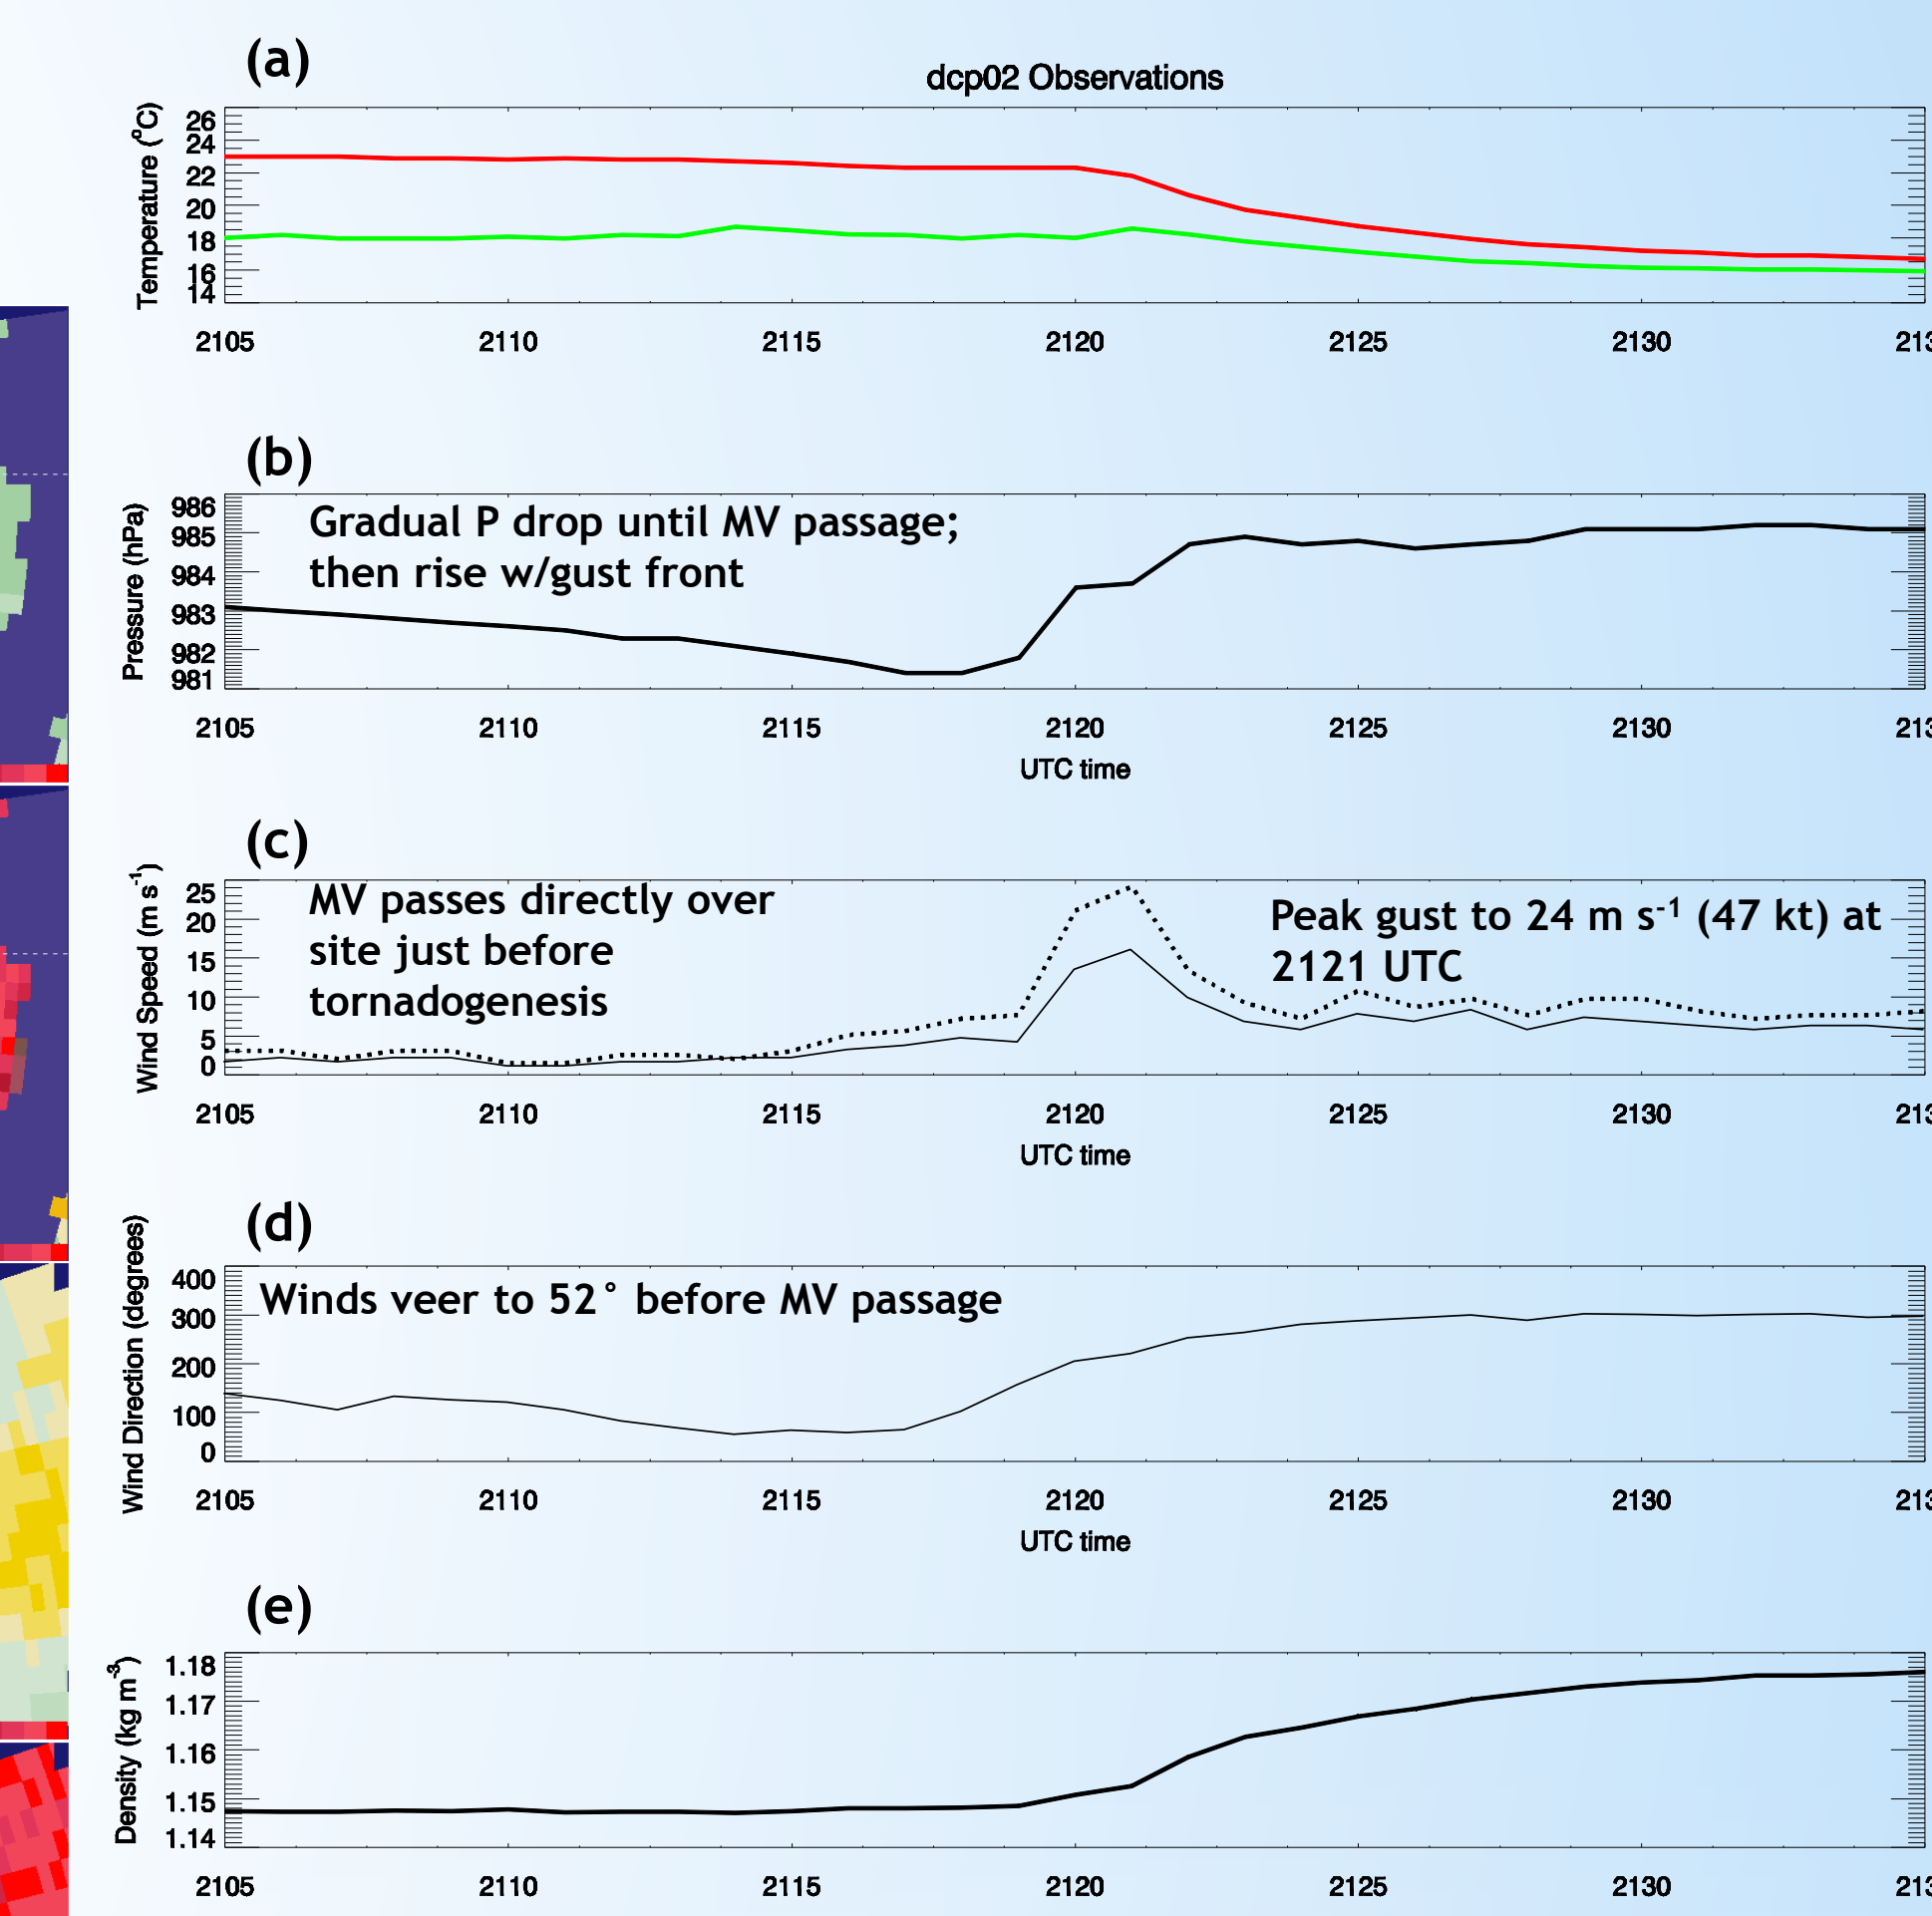 (a)
dcp02 Observations
Temperature (°C)
26
24
22
20
18
16
14
2105 2110 2115 2120 2125 2130 213
(b)
Pressure (hPa)
986
985
984
983
982
981
Gradual P drop until MV passage;
then rise w/gust front
2105 2110 2115 2120 2125 2130 213
UTC time
(c)
Wind Speed (m s-1)
25
20
15
10
5
0
MV passes directly over
site just before
tornadogenesis
Peak gust to 24 m s-1 (47 kt) at
2121 UTC
2105 2110 2115 2120 2125 2130 213
UTC time
(d)
Wind Direction (degrees)
400
300
200
100
0
Winds veer to 52° before MV passage
2105 2110 2115 2120 2125 2130 213
UTC time
(e)
Density (kg m-3)
1.18
1.17
1.16
1.15
1.14
2105 2110 2115 2120 2125 2130 213